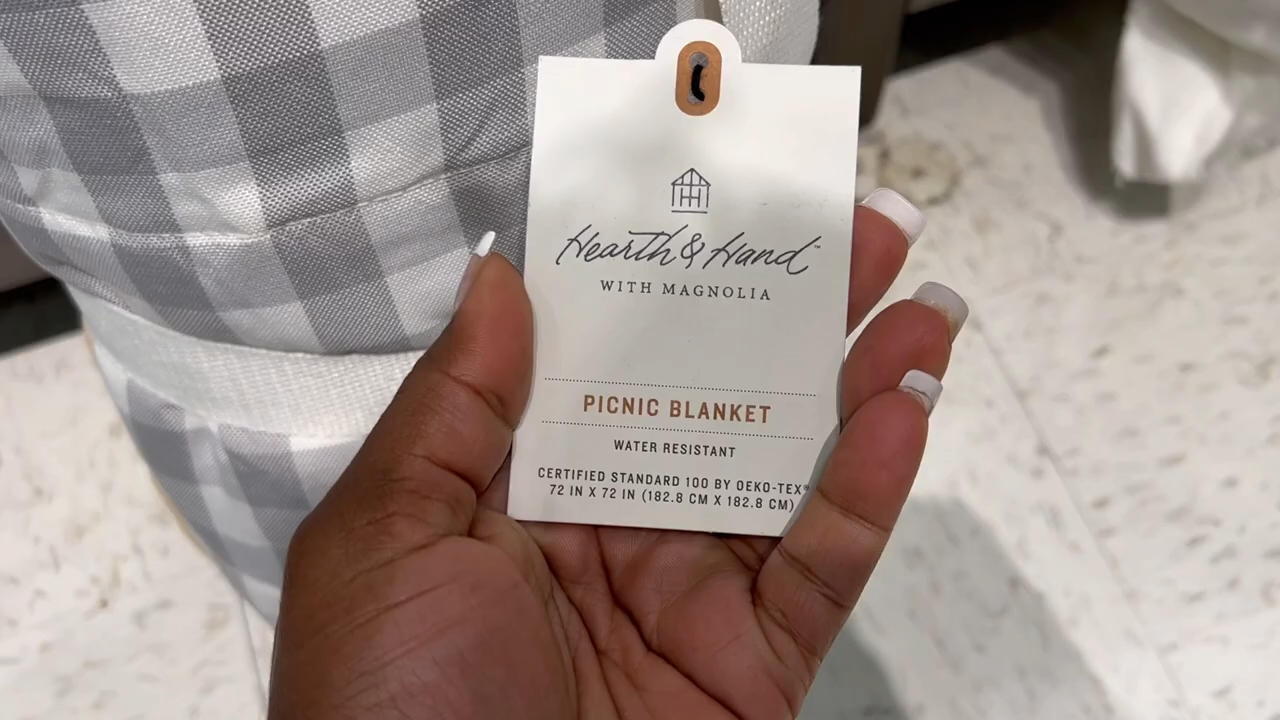 Hearth & Hand™
WITH MAGNOLIA
PICNIC BLANKET
WATER RESISTANT
CERTIFIED STANDARD 100 BY OEKO-TEX®
72 IN X 72 IN (182.8 CM X 182.8 CM)